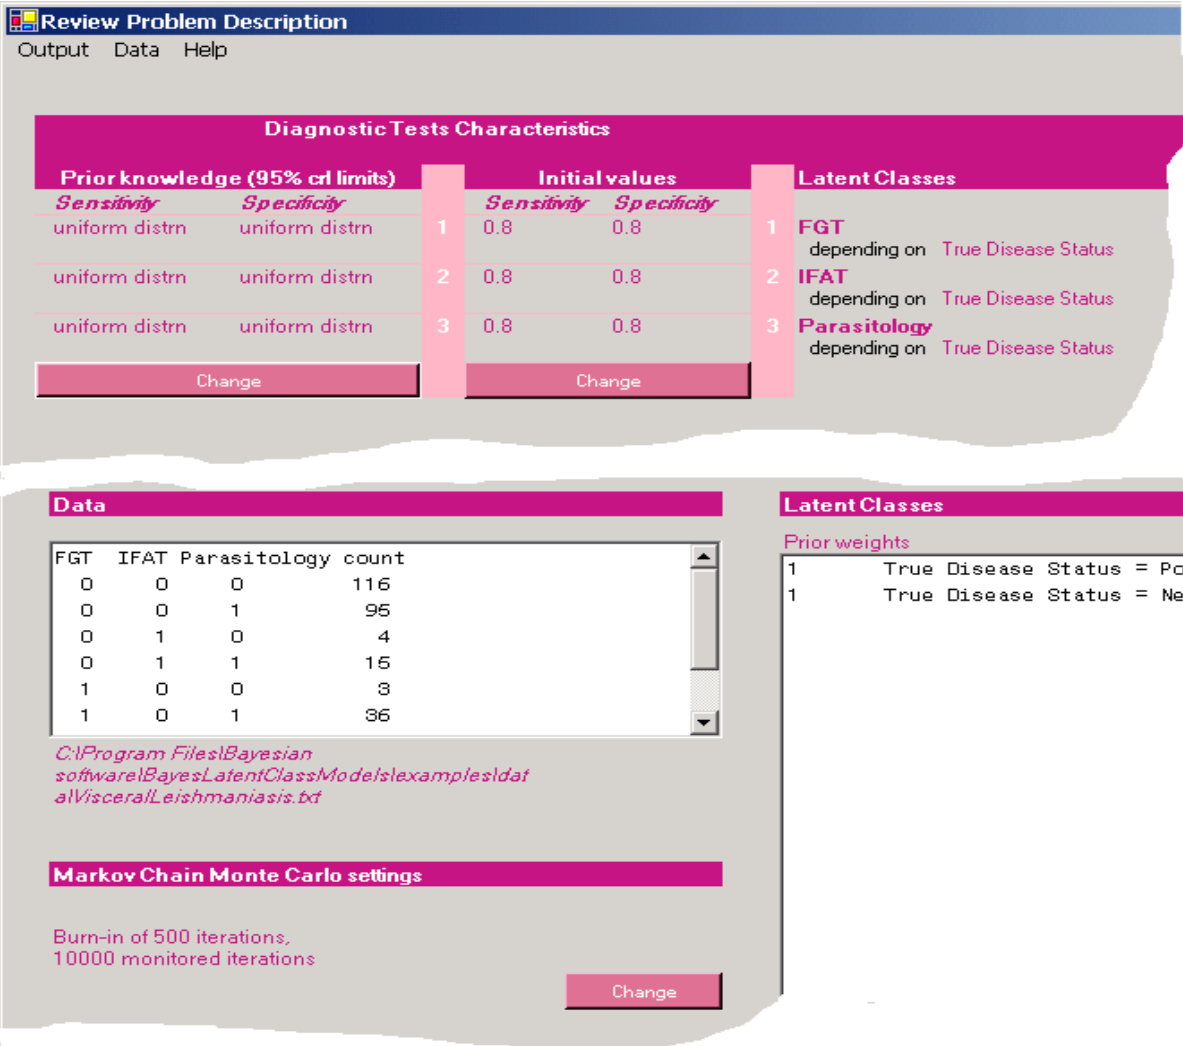 Review Problem Description
Output Data Help
Diagnostic Tests Characteristics
Prior knowledge (95% crl limits) Initial values Latent Classes
Sensitivity Specificity Sensitivity Specificity
uniform distrn uniform distrn 1 0.8 0.8 1 FGT
depending on True Disease Status
uniform distrn uniform distrn 2 0.8 0.8 2 IFAT
depending on True Disease Status
uniform distrn uniform distrn 3 0.8 0.8 3 Parasitology
depending on True Disease Status
Change Change
Data Latent Classes
Prior weights
FGT IFAT Parasitology count
0 0 0 116
0 0 1 95
0 1 0 4
0 1 1 15
1 0 0 3
1 0 1 36
1 True Disease Status = Po
1 True Disease Status = Ne
C:\Program Files\Bayesian
software\BayesLatentClassModels\examples\dat
a\VisceralLeishmaniasis.txt
Markov Chain Monte Carlo settings
Burn-in of 500 iterations,
10000 monitored iterations
Change